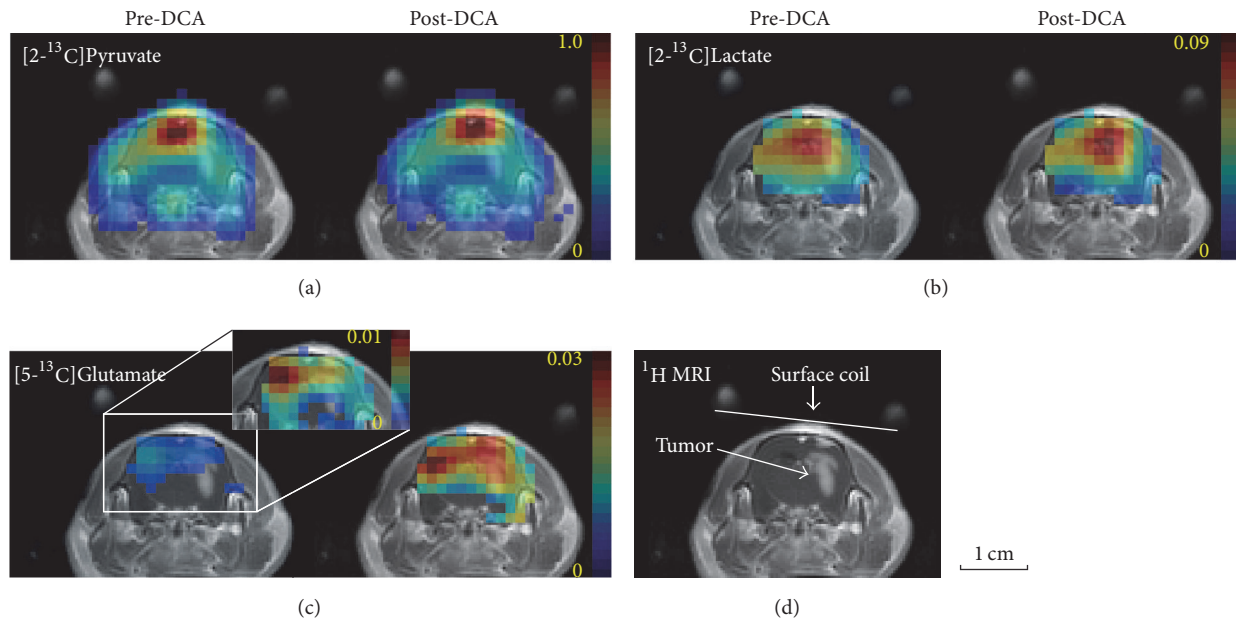 Pre-DCA Post-DCA Pre-DCA Post-DCA
[2-¹³C]Pyruvate 1.0 [2-¹³C]Lactate 0.09
0 0
(a) (b)
[5-¹³C]Glutamate 0.01 0.03 ¹H MRI Surface coil
0
Tumor
0 1 cm
(c) (d)